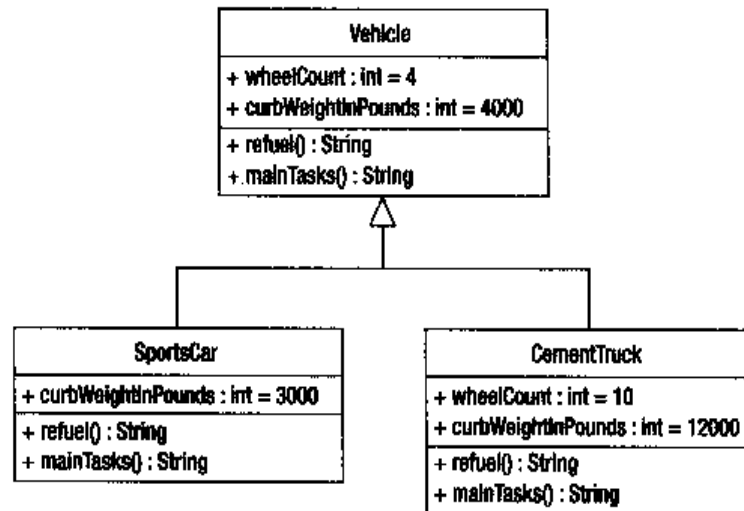 Vehicle
+ wheelCount : int = 4
+ curbWeightInPounds : int = 4000
+ refuel() : String
+ mainTasks() : String
SportsCar
+ curbWeightInPounds : int = 3000
+ refuel() : String
+ mainTasks() : String
CementTruck
+ wheelCount : int = 10
+ curbWeightInPounds : int = 12000
+ refuel() : String
+ mainTasks() : String